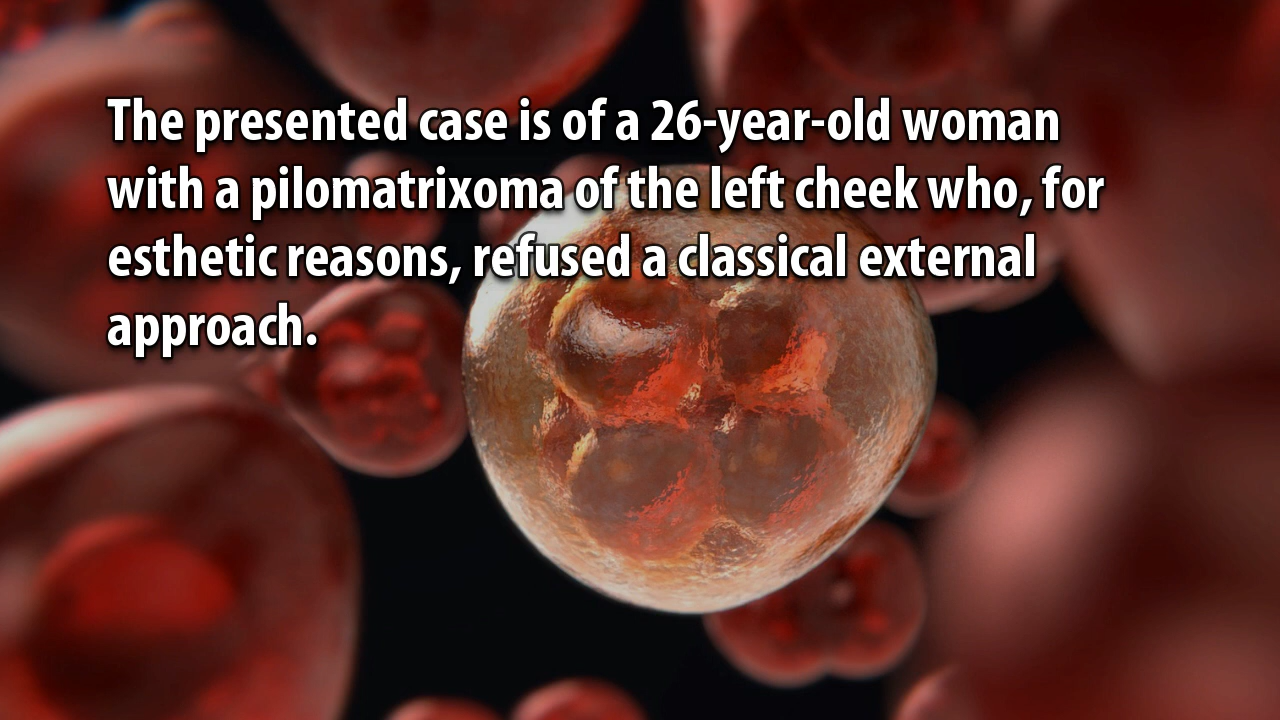 The presented case is of a 26-year-old woman
with a pilomatrixoma of the left cheek who, for
esthetic reasons, refused a classical external
approach.